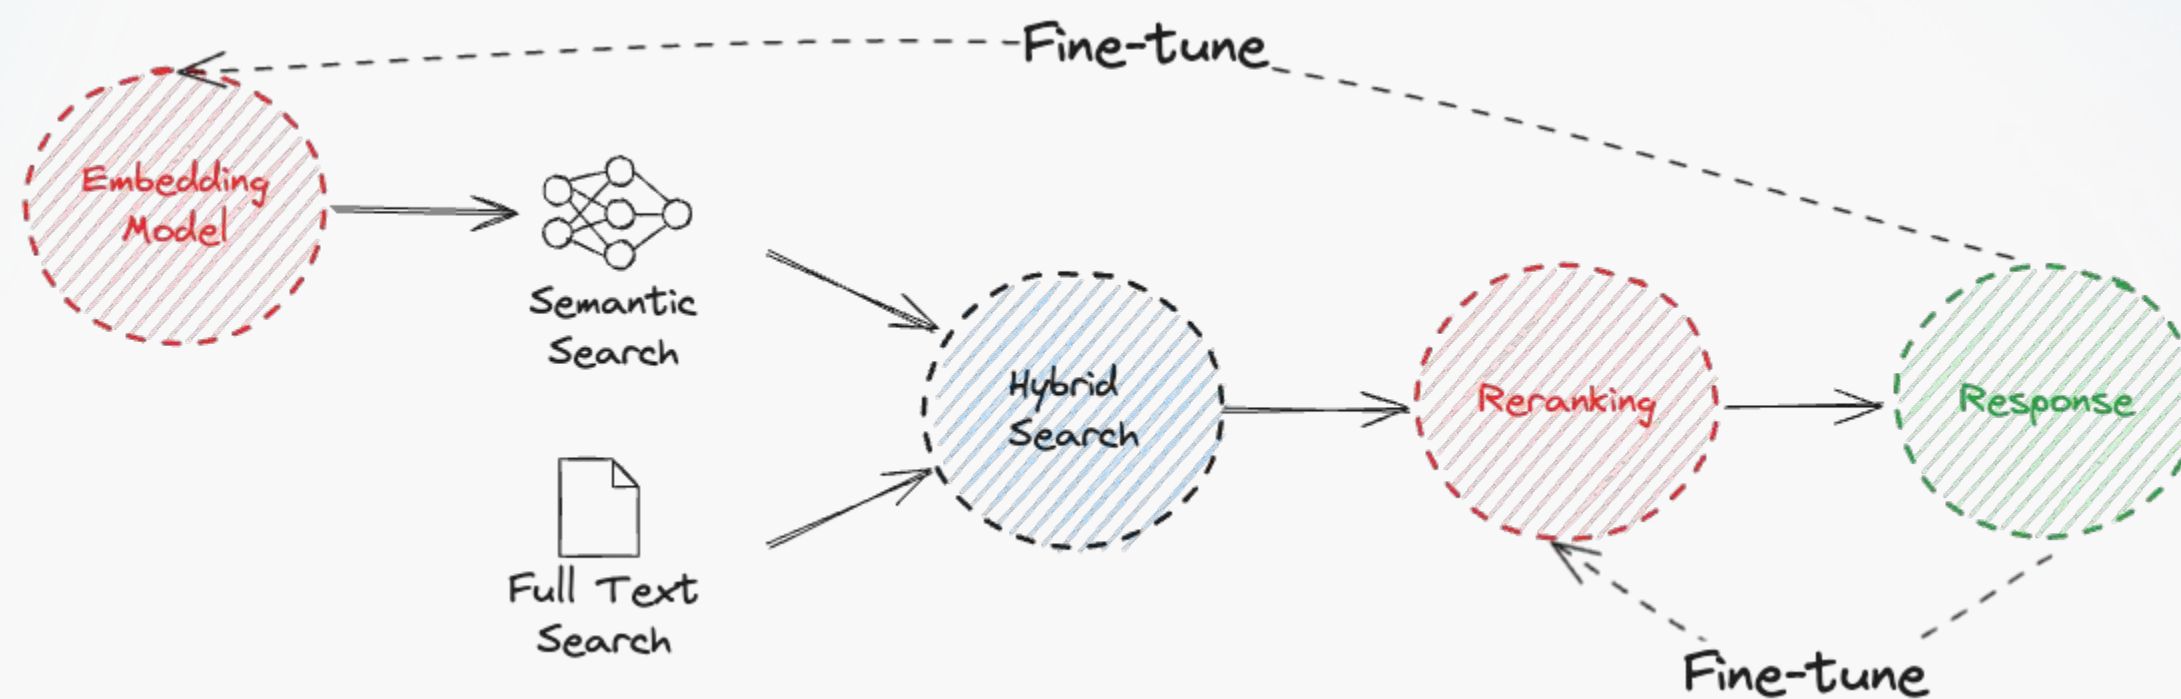 Fine-tune
Embedding
Model
Semantic
Search
Full Text
Search
Hybrid
Search
Reranking
Response
Fine-tune